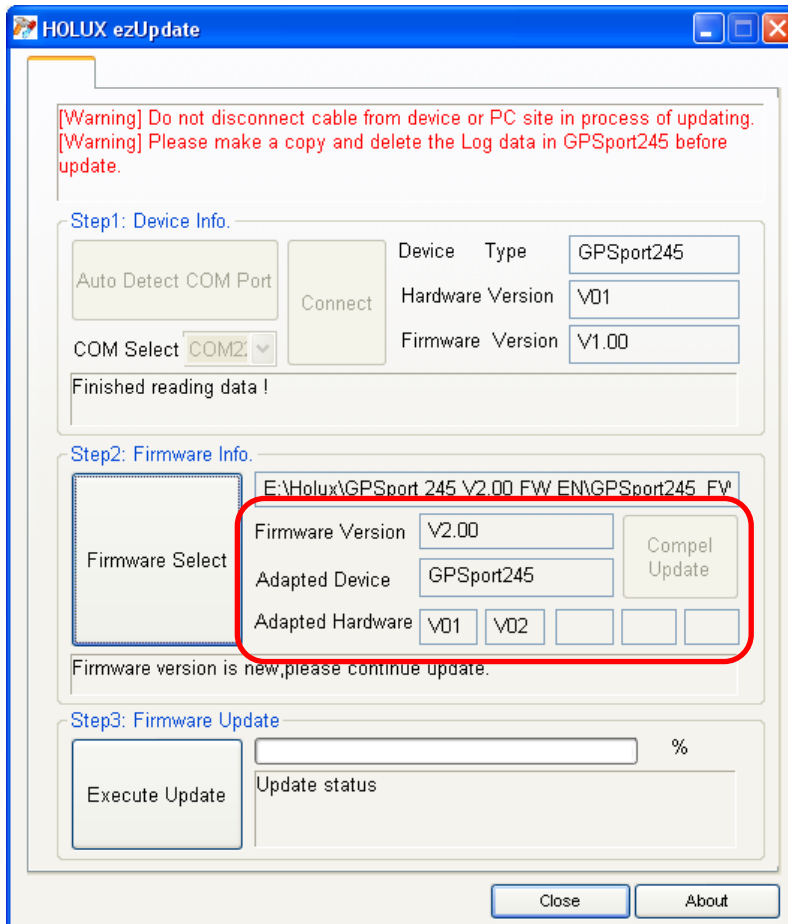 HOLUX ezUpdate
[Warning] Do not disconnect cable from device or PC site in process of updating.
[Warning] Please make a copy and delete the Log data in GPSport245 before
update.
Step1: Device Info.
Auto Detect COM Port
Connect
Device Type GPSport245
Hardware Version V01
COM Select COM2
Firmware Version V1.00
Finished reading data !
Step2: Firmware Info.
Firmware Select
E:\Holux\GPSport 245 V2.00 FW EN\GPSport245_FW
Firmware Version V2.00
Compel
Update
Adapted Device GPSport245
Adapted Hardware V01 V02
Firmware version is new,please continue update.
Step3: Firmware Update
%
Execute Update
Update status
Close
About